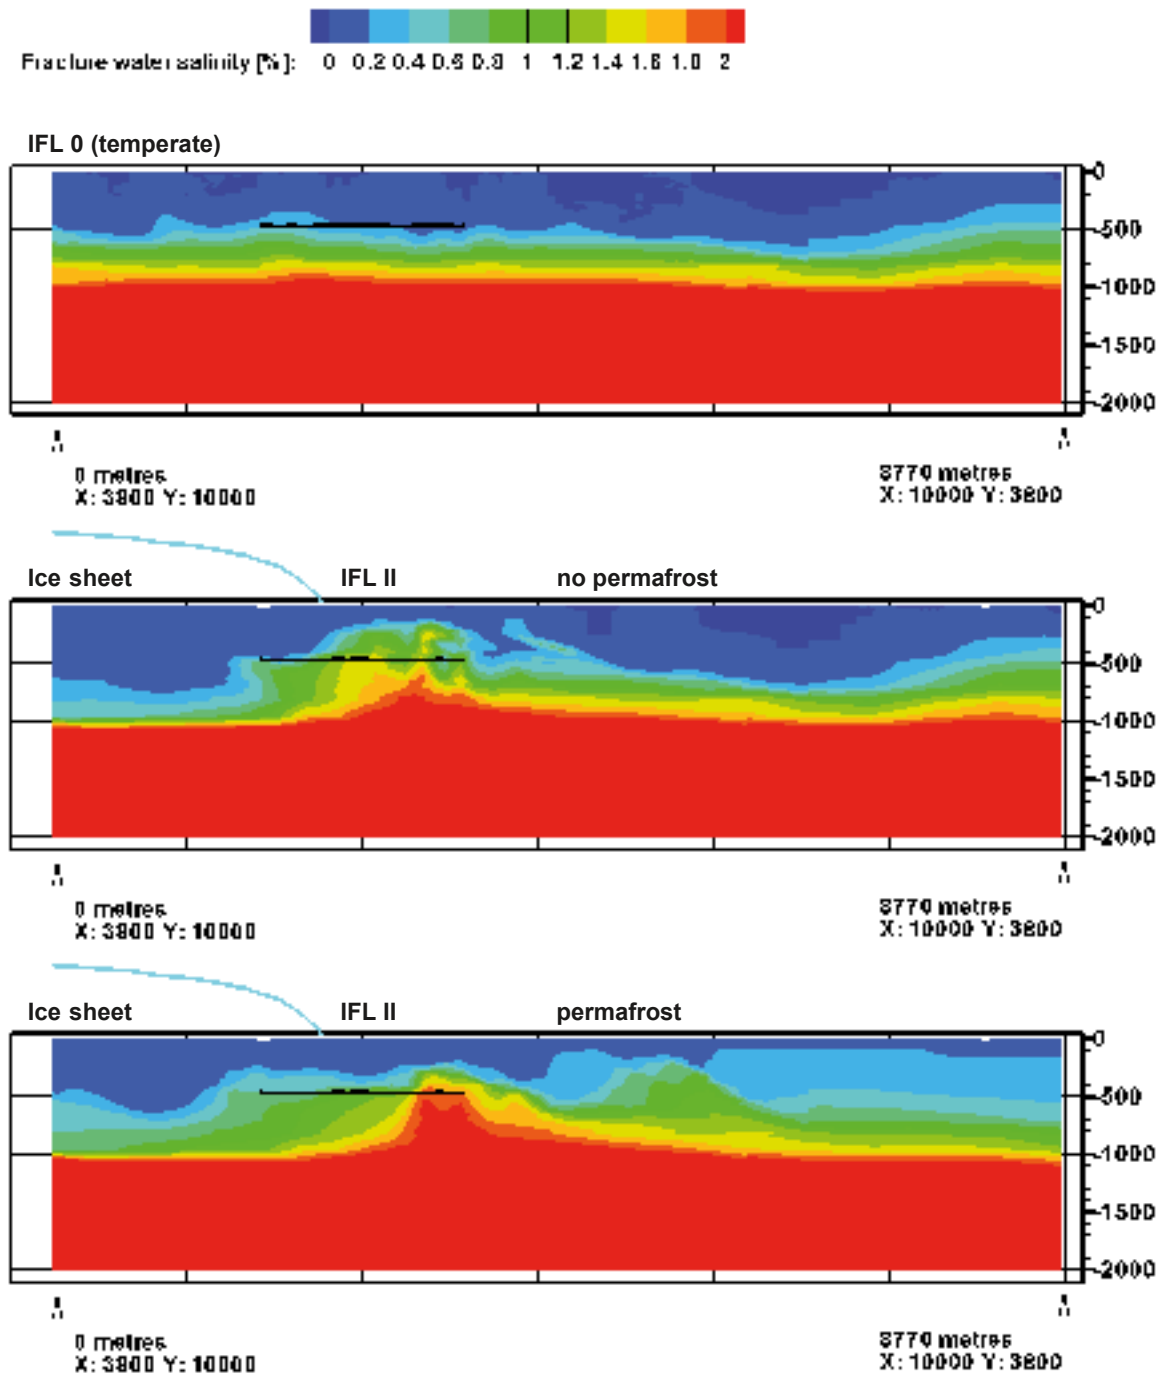 Fracture water salinity [%]: 0 0.2 0.4 0.6 0.8 1 1.2 1.4 1.6 1.8 2
IFL 0 (temperate)
0
-500
-1000
-1500
-2000
A A
0 metres 8770 metres
X: 3800 Y: 10000 X: 10000 Y: 3800
Ice sheet IFL II no permafrost
0
-500
-1000
-1500
-2000
A A
0 metres 8770 metres
X: 3800 Y: 10000 X: 10000 Y: 3800
Ice sheet IFL II permafrost
0
-500
-1000
-1500
-2000
A A
0 metres 8770 metres
X: 3800 Y: 10000 X: 10000 Y: 3800